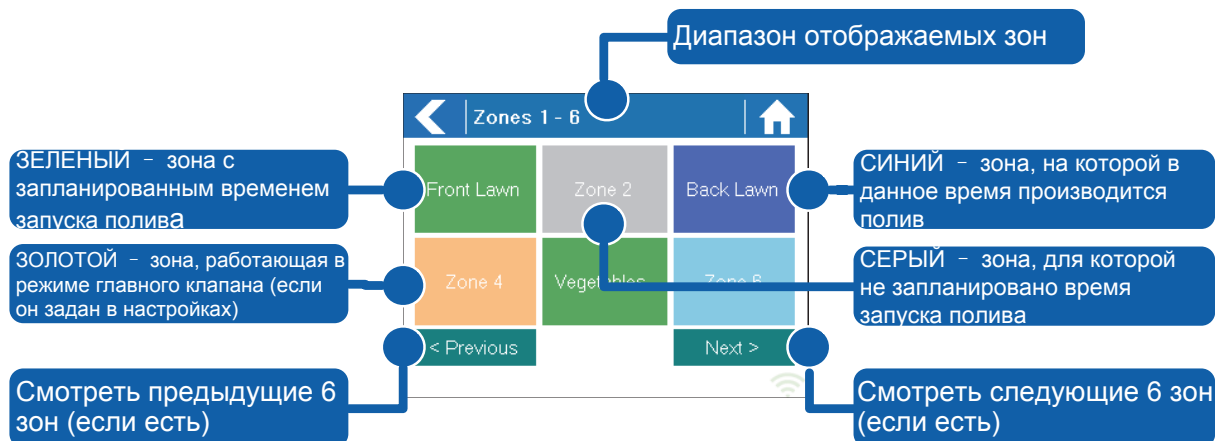 Диапазон отображаемых зон
Zones 1 - 6
ЗЕЛЕНЫЙ – зона с
запланированным временем
запуска полива
Front Lawn
Zone 2
Back Lawn
СИНИЙ – зона, на которой в
данное время производится
полив
ЗОЛОТОЙ – зона, работающая в
режиме главного клапана (если
он задан в настройках)
Zone 4
Vegetables
Zone 6
СЕРЫЙ – зона, для которой
не запланировано время
запуска полива
< Previous
Next >
Смотреть предыдущие 6
зон (если есть)
Смотреть следующие 6 зон
(если есть)